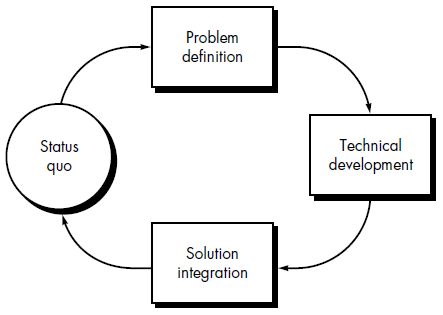 Problem
definition
Status
quo
Technical
development
Solution
integration